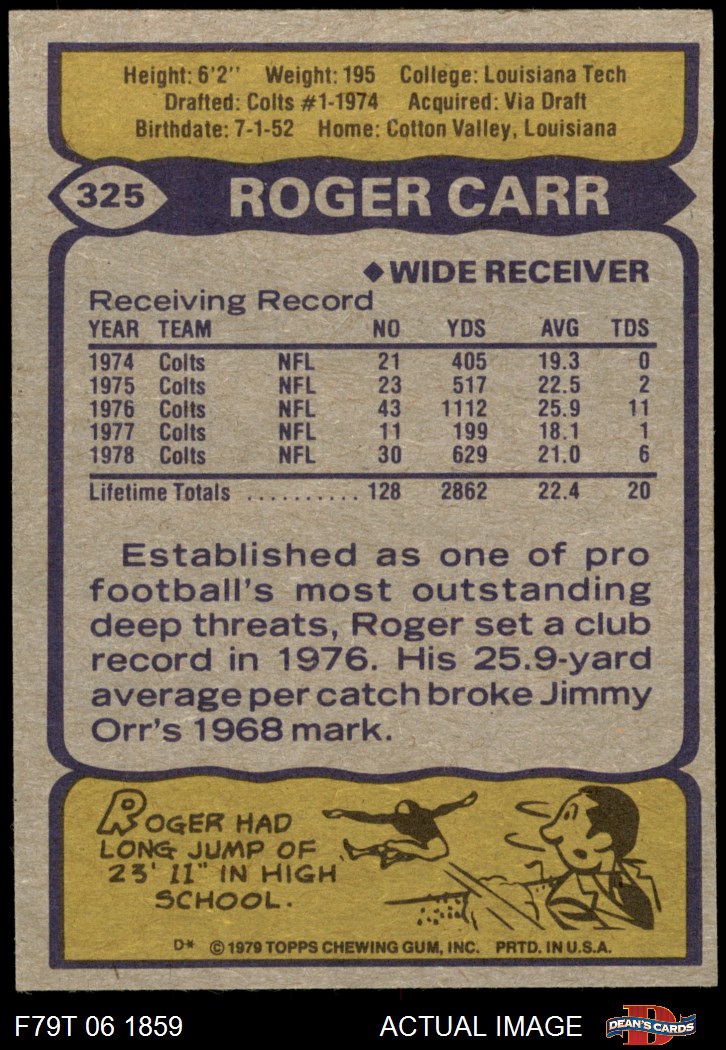 Height: 6'2'' Weight: 195 College: Louisiana Tech
Drafted: Colts #1-1974 Acquired: Via Draft
Birthdate: 7-1-52 Home: Cotton Valley, Louisiana
325 ROGER CARR
◆WIDE RECEIVER
Receiving Record
YEAR TEAM NO YDS AVG TDS
1974 Colts NFL 21 405 19.3 0
1975 Colts NFL 23 517 22.5 2
1976 Colts NFL 43 1112 25.9 11
1977 Colts NFL 11 199 18.1 1
1978 Colts NFL 30 629 21.0 6
Lifetime Totals .......... 128 2862 22.4 20
Established as one of pro
football's most outstanding
deep threats, Roger set a club
record in 1976. His 25.9-yard
average per catch broke Jimmy
Orr's 1968 mark.
ROGER HAD
LONG JUMP OF
23' 11" IN HIGH
SCHOOL.
D* © 1979 TOPPS CHEWING GUM, INC. PRTD. IN U.S.A.
F79T 06 1859 ACTUAL IMAGE D DEAN'S CARDS